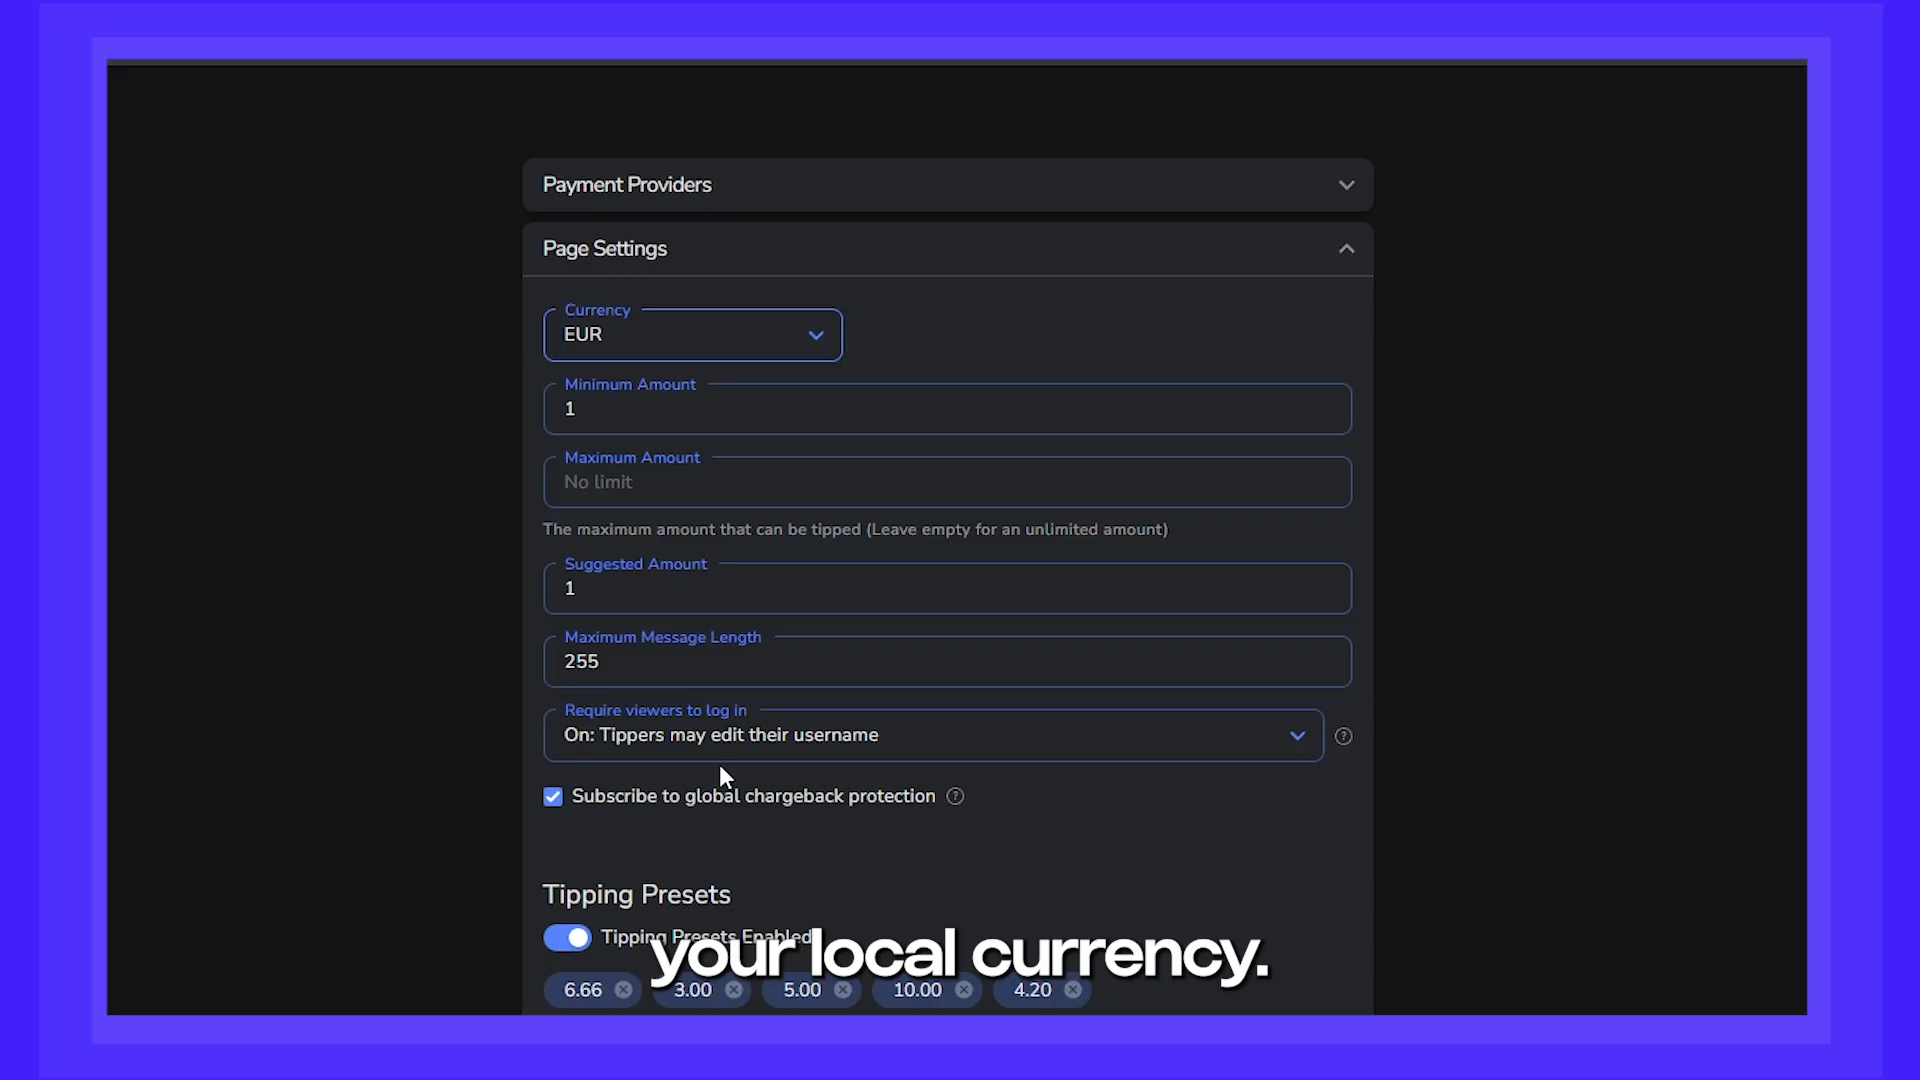 Payment Providers
Page Settings
Currency
EUR
Minimum Amount
1
Maximum Amount
No limit
The maximum amount that can be tipped (Leave empty for an unlimited amount)
Suggested Amount
1
Maximum Message Length
255
Require viewers to log in
On: Tippers may edit their username
Subscribe to global chargeback protection
Tipping Presets
Tipping Presets Enabled
your local currency.
6.66 3.00 5.00 10.00 4.20